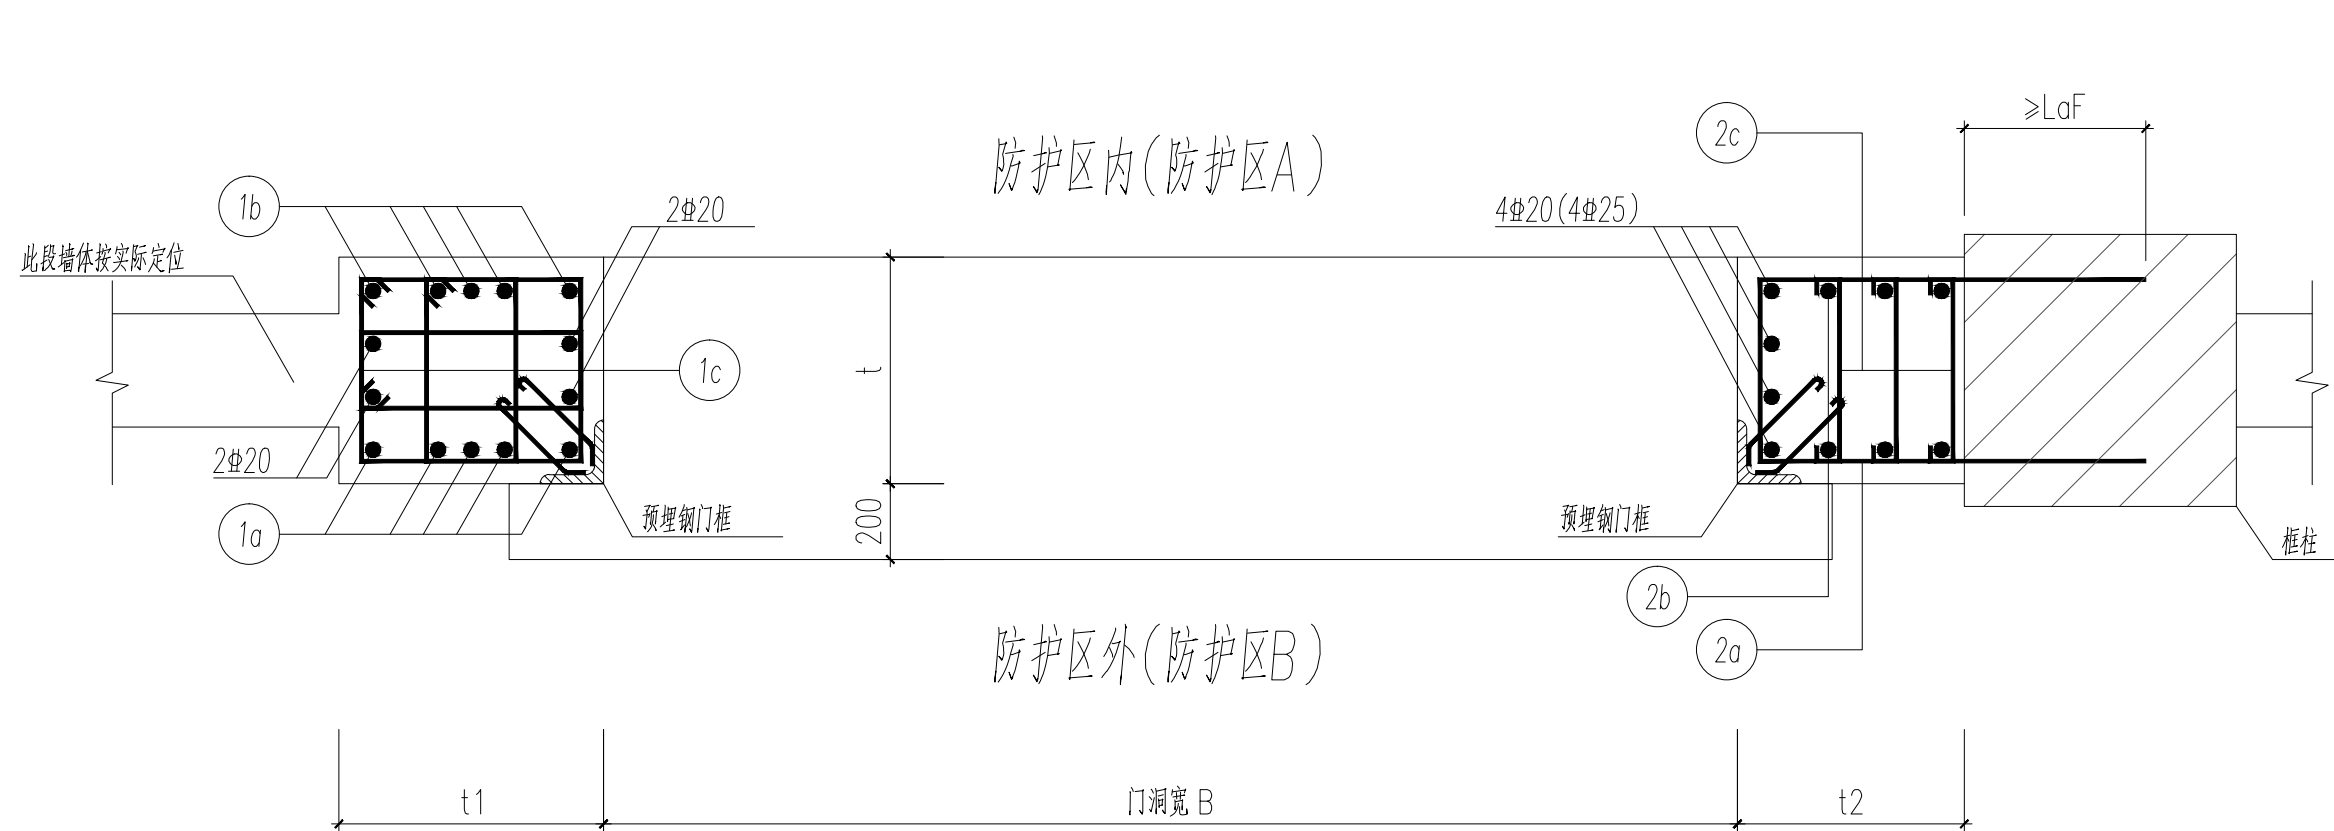 2c
≥LaF
防护区内(防护区A)
1b
2Φ20
4Φ20(4Φ25)
此段墙体按实际定位
t
1c
2Φ20
200
预埋钢门框
预埋钢门框
1a
框柱
2b
防护区外(防护区B)
2a
t1
门洞宽 B
t2